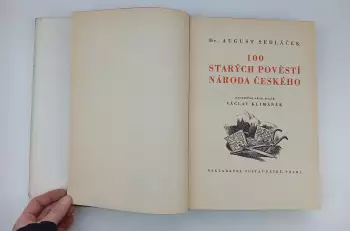 Dr. AUGUST SEDLÁČEK
100
STARÝCH POVĚSTÍ
NÁRODA ČESKÉHO
VÁCLAV KLIMÁNEK